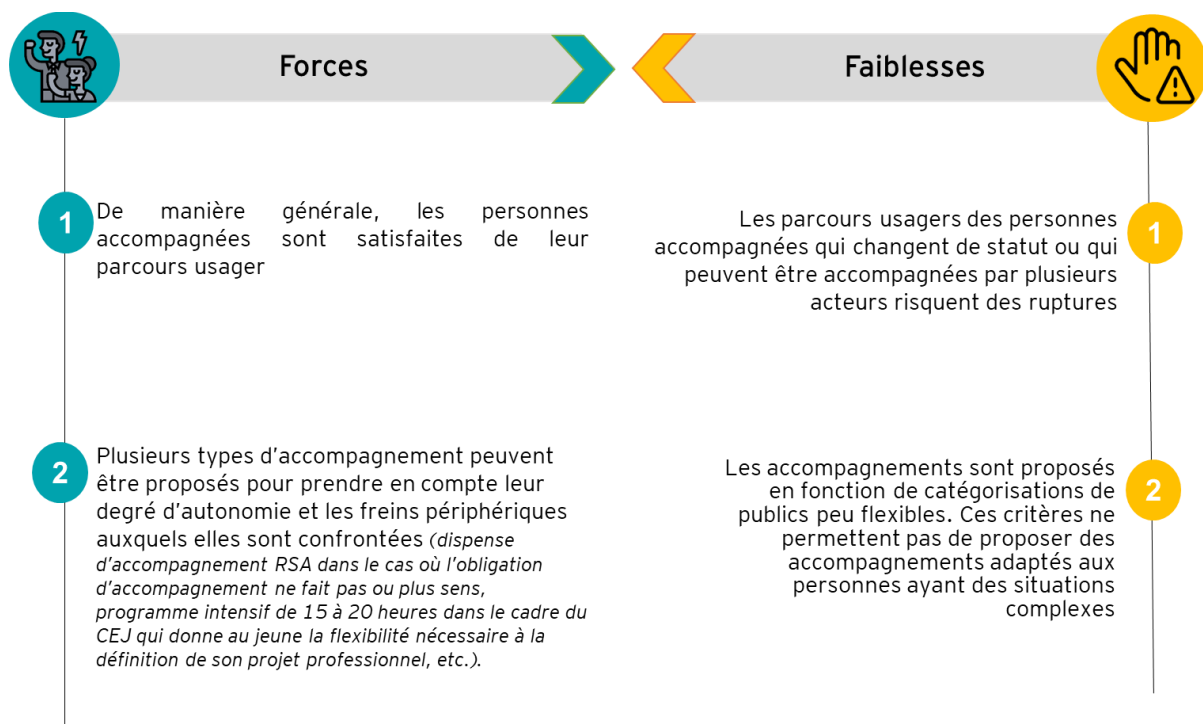 Forces
1
De manière générale, les personnes
accompagnées sont satisfaites de leur
parcours usager
2
Plusieurs types d'accompagnement peuvent
être proposés pour prendre en compte leur
degré d'autonomie et les freins périphériques
auxquels elles sont confrontées (dispense
d'accompagnement RSA dans le cas où l'obligation
d'accompagnement ne fait pas ou plus sens,
programme intensif de 15 à 20 heures dans le cadre du
CEJ qui donne au jeune la flexibilité nécessaire à la
définition de son projet professionnel, etc.).
Faiblesses
Les parcours usagers des personnes
accompagnées qui changent de statut ou qui
peuvent être accompagnées par plusieurs
acteurs risquent des ruptures
1
Les accompagnements sont proposés
en fonction de catégorisations de
publics peu flexibles. Ces critères ne
permettent pas de proposer des
accompagnements adaptés aux
personnes ayant des situations
complexes
2